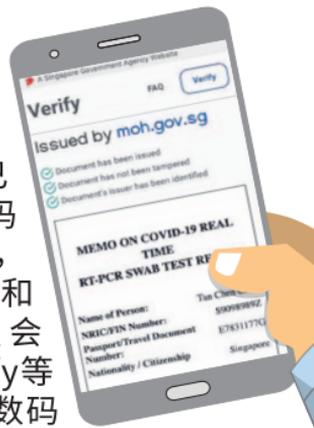 A Singapore Government Agency Website
Verify
FAQ
Verify
Issued by moh.gov.sg
Document has been issued
Document has not been tampered
Document's issuer has been identified
MEMO ON COVID-19 REAL
TIME
RT-PCR SWAB TEST RE
Name of Person: Tan Chen
NRIC/FIN Number: S9098989Z
Passport/Travel Document E7831177G
Number:
Nationality / Citizenship Singapore
码
，
和
会
y等
数码